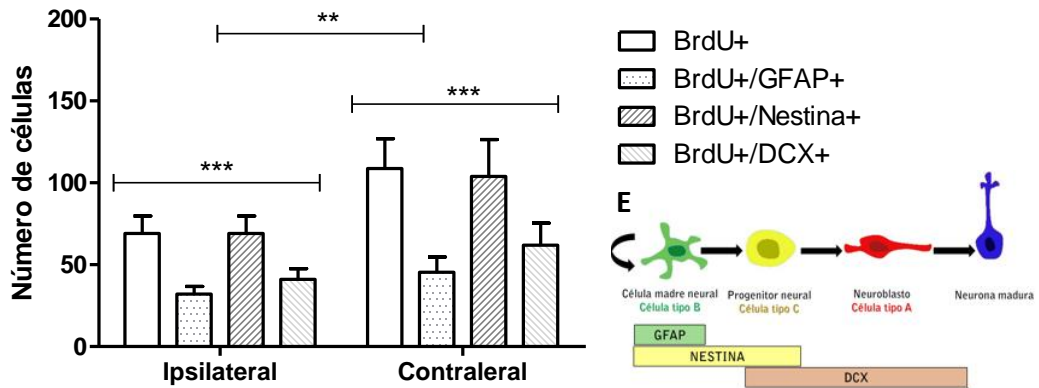 Número de células
200
150
100
50
0
**
***
***
Ipsilateral
Contraleral
BrdU+
BrdU+/GFAP+
BrdU+/Nestina+
BrdU+/DCX+
E
Célula madre neural
Célula tipo B
Progenitor neural
Célula tipo C
Neuroblasto
Célula tipo A
Neurona madura
GFAP
NESTINA
DCX